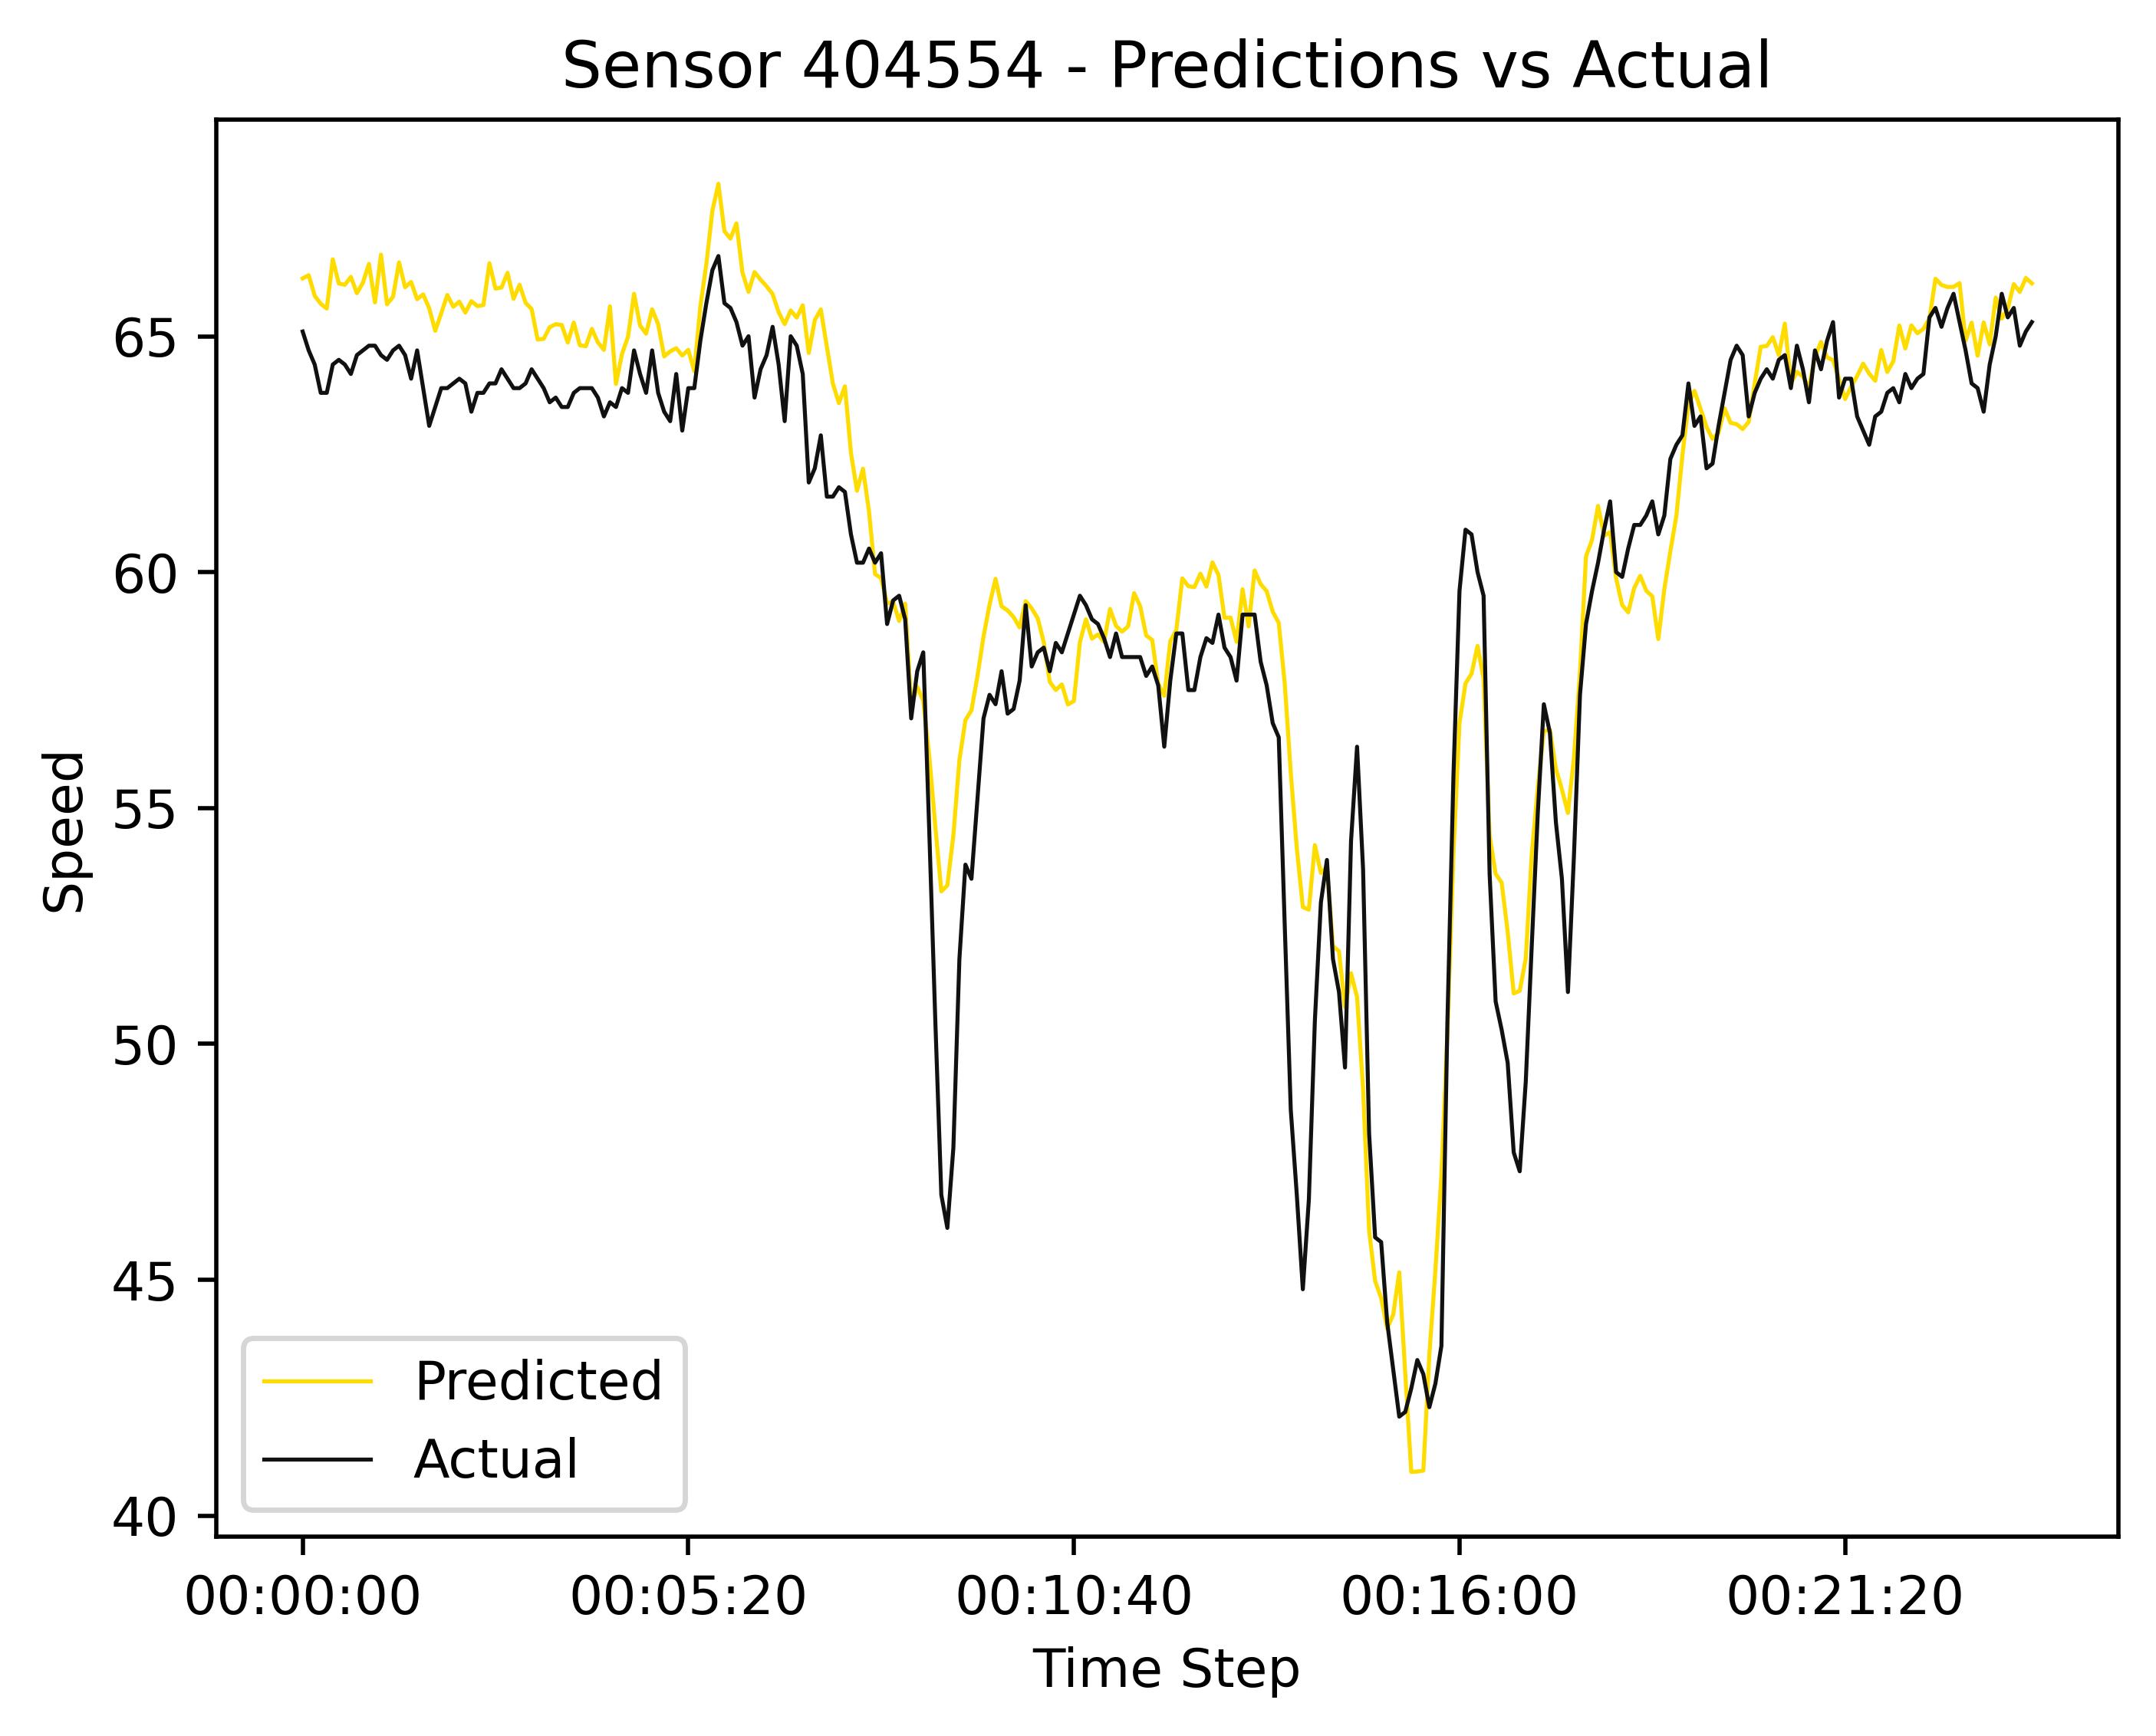 Sensor 404554 - Predictions vs Actual
65
60
55
50
45
40
Speed
Predicted
Actual
00:00:00
00:05:20
00:10:40
00:16:00
00:21:20
Time Step